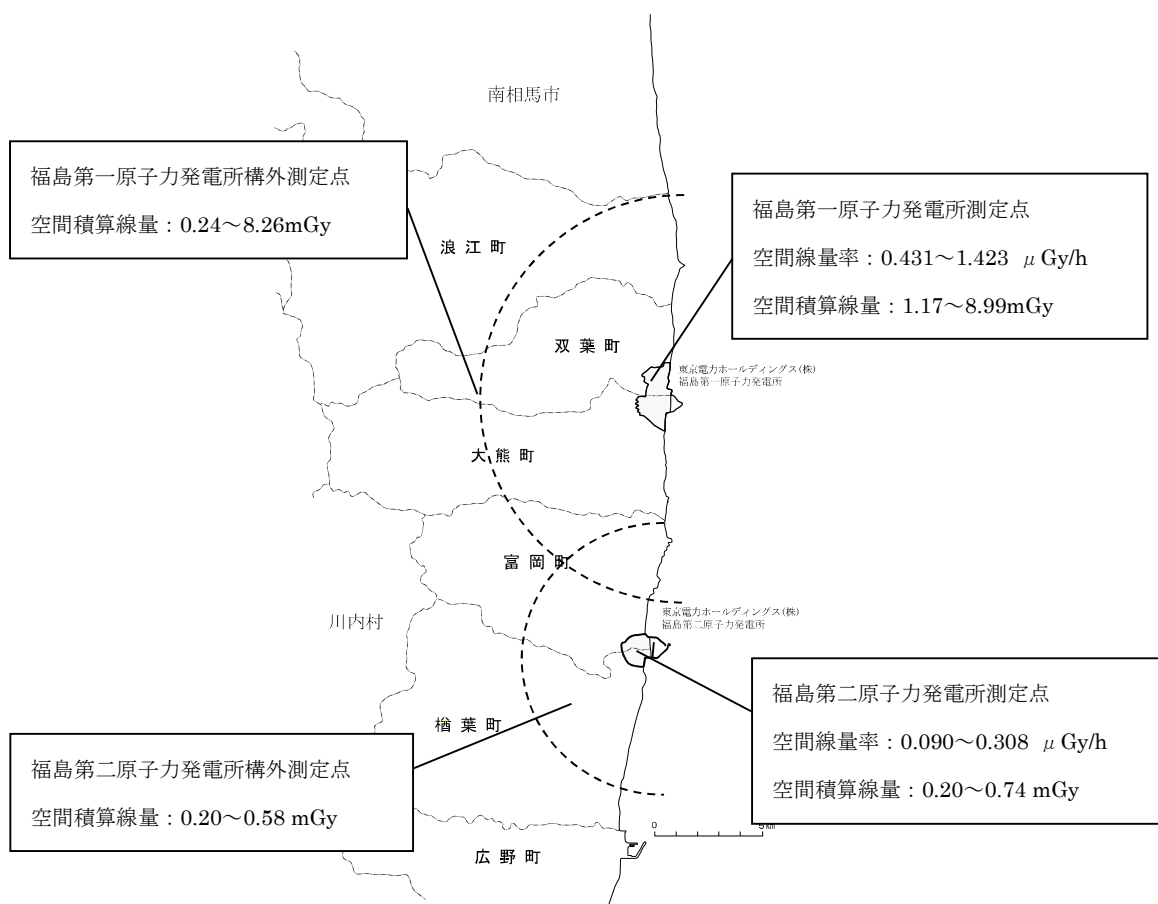 南相馬市
福島第一原子力発電所構外測定点
空間積算線量：0.24～8.26mGy
福島第一原子力発電所測定点
空間線量率：0.431～1.423 μ Gy/h
空間積算線量：1.17～8.99mGy
浪江町
双葉町
東京電力ホールディングス(株)
福島第一原子力発電所
大熊町
富岡町
川内村
東京電力ホールディングス(株)
福島第二原子力発電所
福島第二原子力発電所測定点
空間線量率：0.090～0.308 μ Gy/h
空間積算線量：0.20～0.74 mGy
楢葉町
福島第二原子力発電所構外測定点
空間積算線量：0.20～0.58 mGy
0 5km
広野町